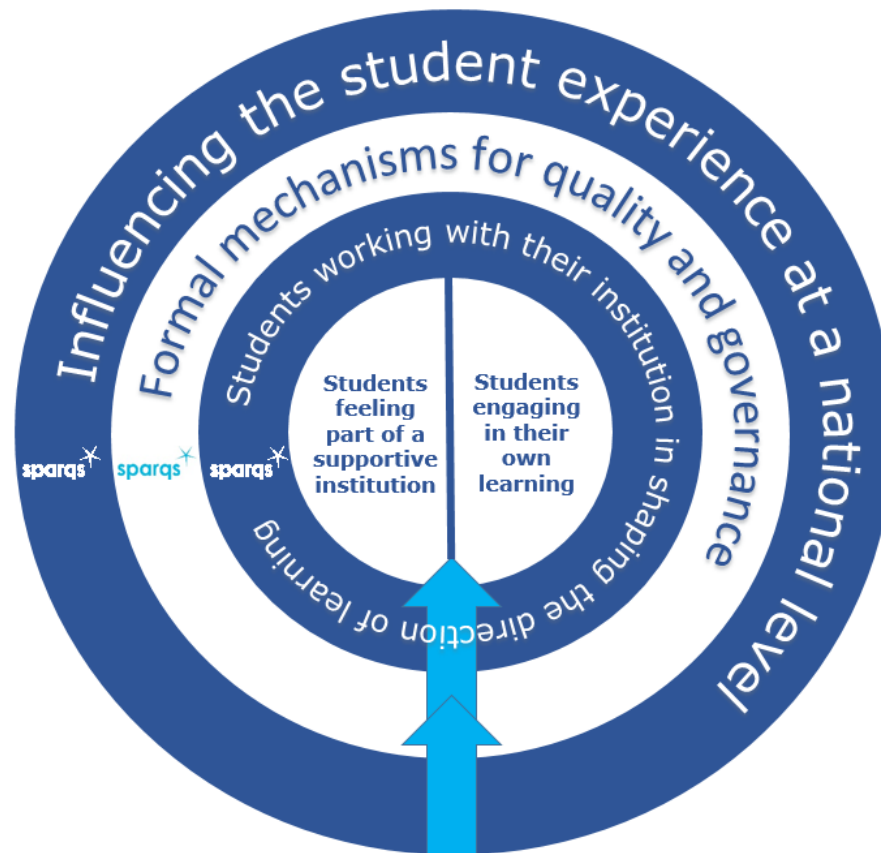 Influencing the student experience at a national level
Formal mechanisms for quality and governance
Students working with their institution in shaping the direction of learning
Students
feeling
part of a
supportive
institution
Students
engaging
in their
own
learning
sparqs
sparqs
sparqs